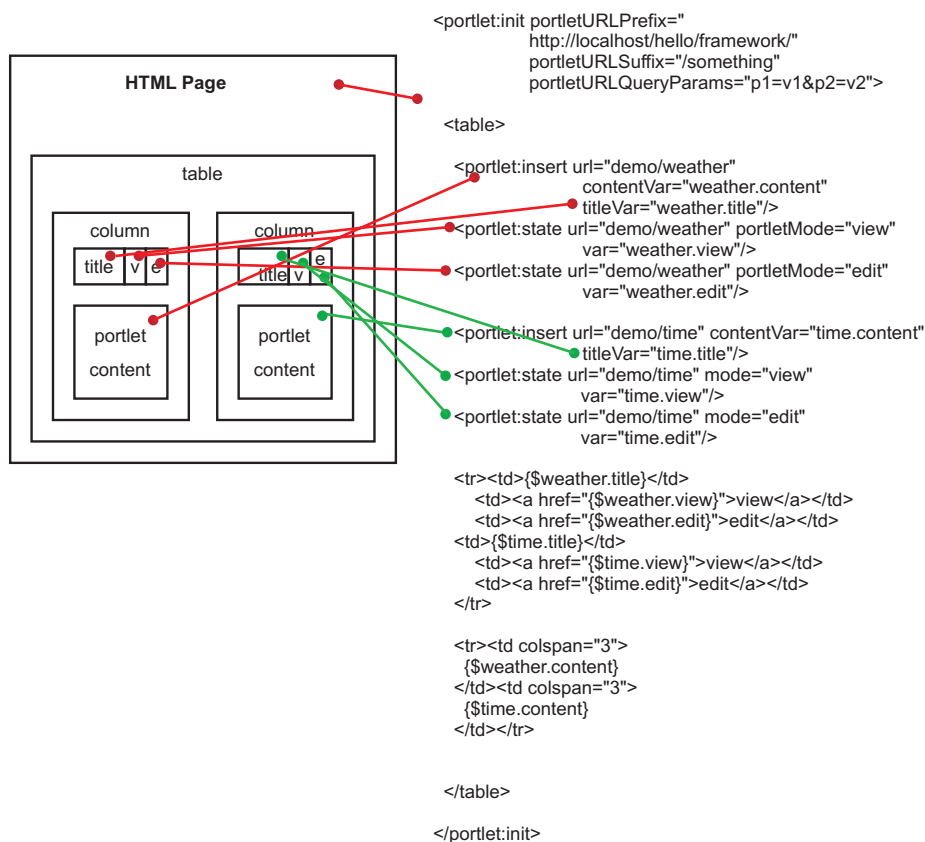 HTML Page
table
column
title v e
portlet
content
column
title v e
portlet
content
<portlet:init portletURLPrefix="
http://localhost/hello/framework/"
portletURLSuffix="/something"
portletURLQueryParams="p1=v1&p2=v2">
<table>
<portlet:insert url="demo/weather"
contentVar="weather.content"
titleVar="weather.title"/>
<portlet:state url="demo/weather" portletMode="view"
var="weather.view"/>
<portlet:state url="demo/weather" portletMode="edit"
var="weather.edit"/>
<portlet:insert url="demo/time" contentVar="time.content"
titleVar="time.title"/>
<portlet:state url="demo/time" mode="view"
var="time.view"/>
<portlet:state url="demo/time" mode="edit"
var="time.edit"/>
<tr><td>{$weather.title}</td>
<td><a href="{$weather.view}">view</a></td>
<td><a href="{$weather.edit}">edit</a></td>
<td>{$time.title}</td>
<td><a href="{$time.view}">view</a></td>
<td><a href="{$time.edit}">edit</a></td>
</tr>
<tr><td colspan="3">
{$weather.content}
</td><td colspan="3">
{$time.content}
</td></tr>
</table>
</portlet:init>